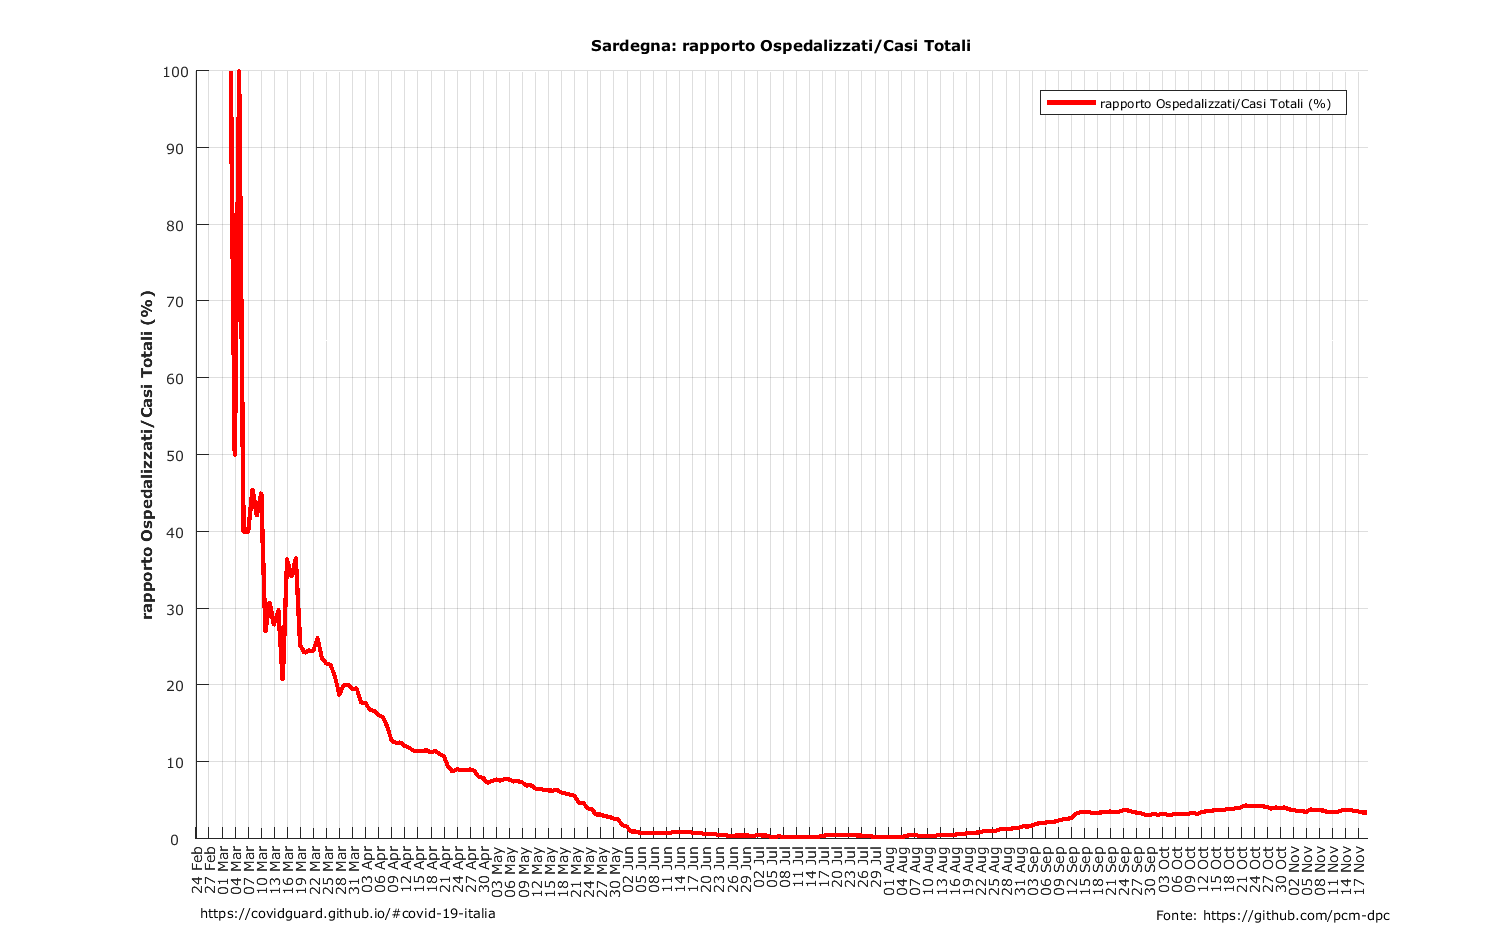 Sardegna: rapporto Ospedalizzati/Casi Totali
rapporto Ospedalizzati/Casi Totali (%)
rapporto Ospedalizzati/Casi Totali (%)
100
90
80
70
60
50
40
30
20
10
0
24 Feb
27 Feb
01 Mar
04 Mar
07 Mar
10 Mar
13 Mar
16 Mar
19 Mar
22 Mar
25 Mar
28 Mar
31 Mar
03 Apr
06 Apr
09 Apr
12 Apr
15 Apr
18 Apr
21 Apr
24 Apr
27 Apr
30 Apr
03 May
06 May
09 May
12 May
15 May
18 May
21 May
24 May
27 May
30 May
02 Jun
05 Jun
08 Jun
11 Jun
14 Jun
17 Jun
20 Jun
23 Jun
26 Jun
29 Jun
02 Jul
05 Jul
08 Jul
11 Jul
14 Jul
17 Jul
20 Jul
23 Jul
26 Jul
29 Jul
01 Aug
04 Aug
07 Aug
10 Aug
13 Aug
16 Aug
19 Aug
22 Aug
25 Aug
28 Aug
31 Aug
03 Sep
06 Sep
09 Sep
12 Sep
15 Sep
18 Sep
21 Sep
24 Sep
27 Sep
30 Sep
03 Oct
06 Oct
09 Oct
12 Oct
15 Oct
18 Oct
21 Oct
24 Oct
27 Oct
30 Oct
02 Nov
05 Nov
08 Nov
11 Nov
14 Nov
17 Nov
https://covidguard.github.io/#covid-19-italia
Fonte: https://github.com/pcm-dpc